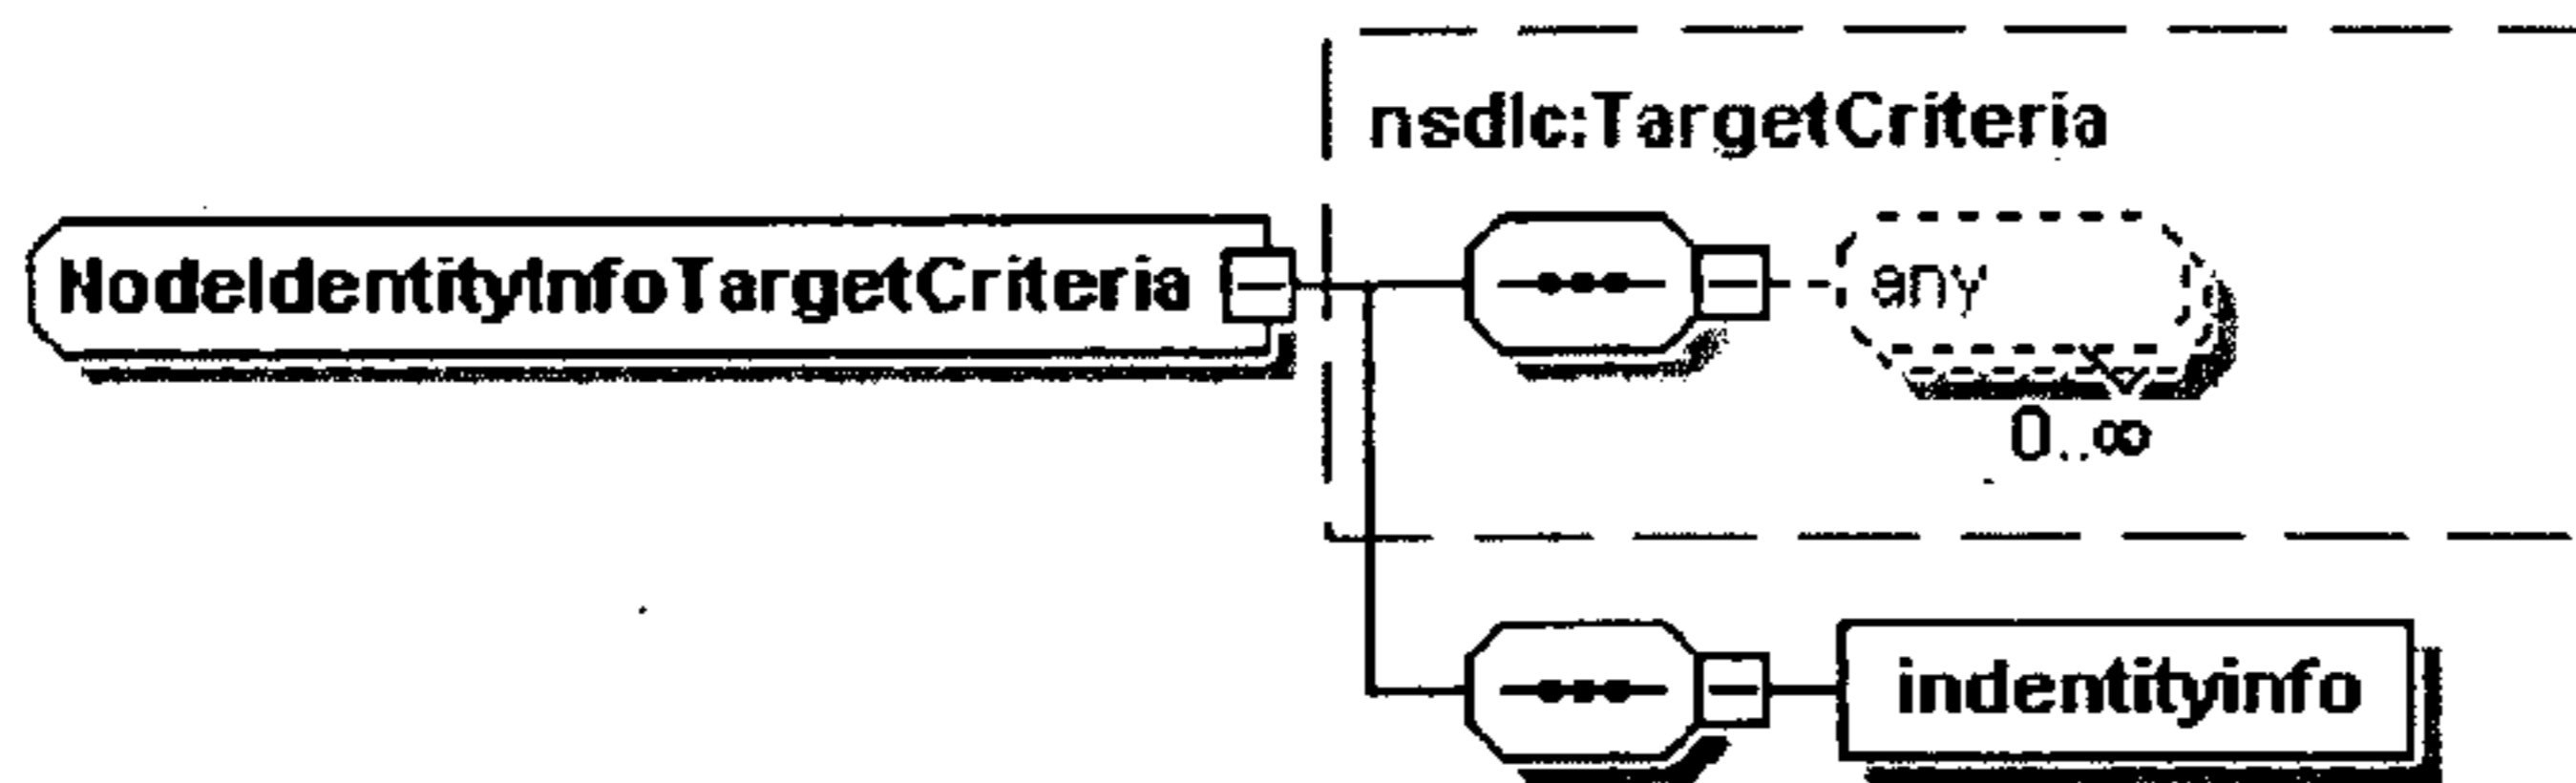 nsdlc:TargetCriteria
NodeIdentityInfoTargetCriteria
any
0..∞
indentityinfo